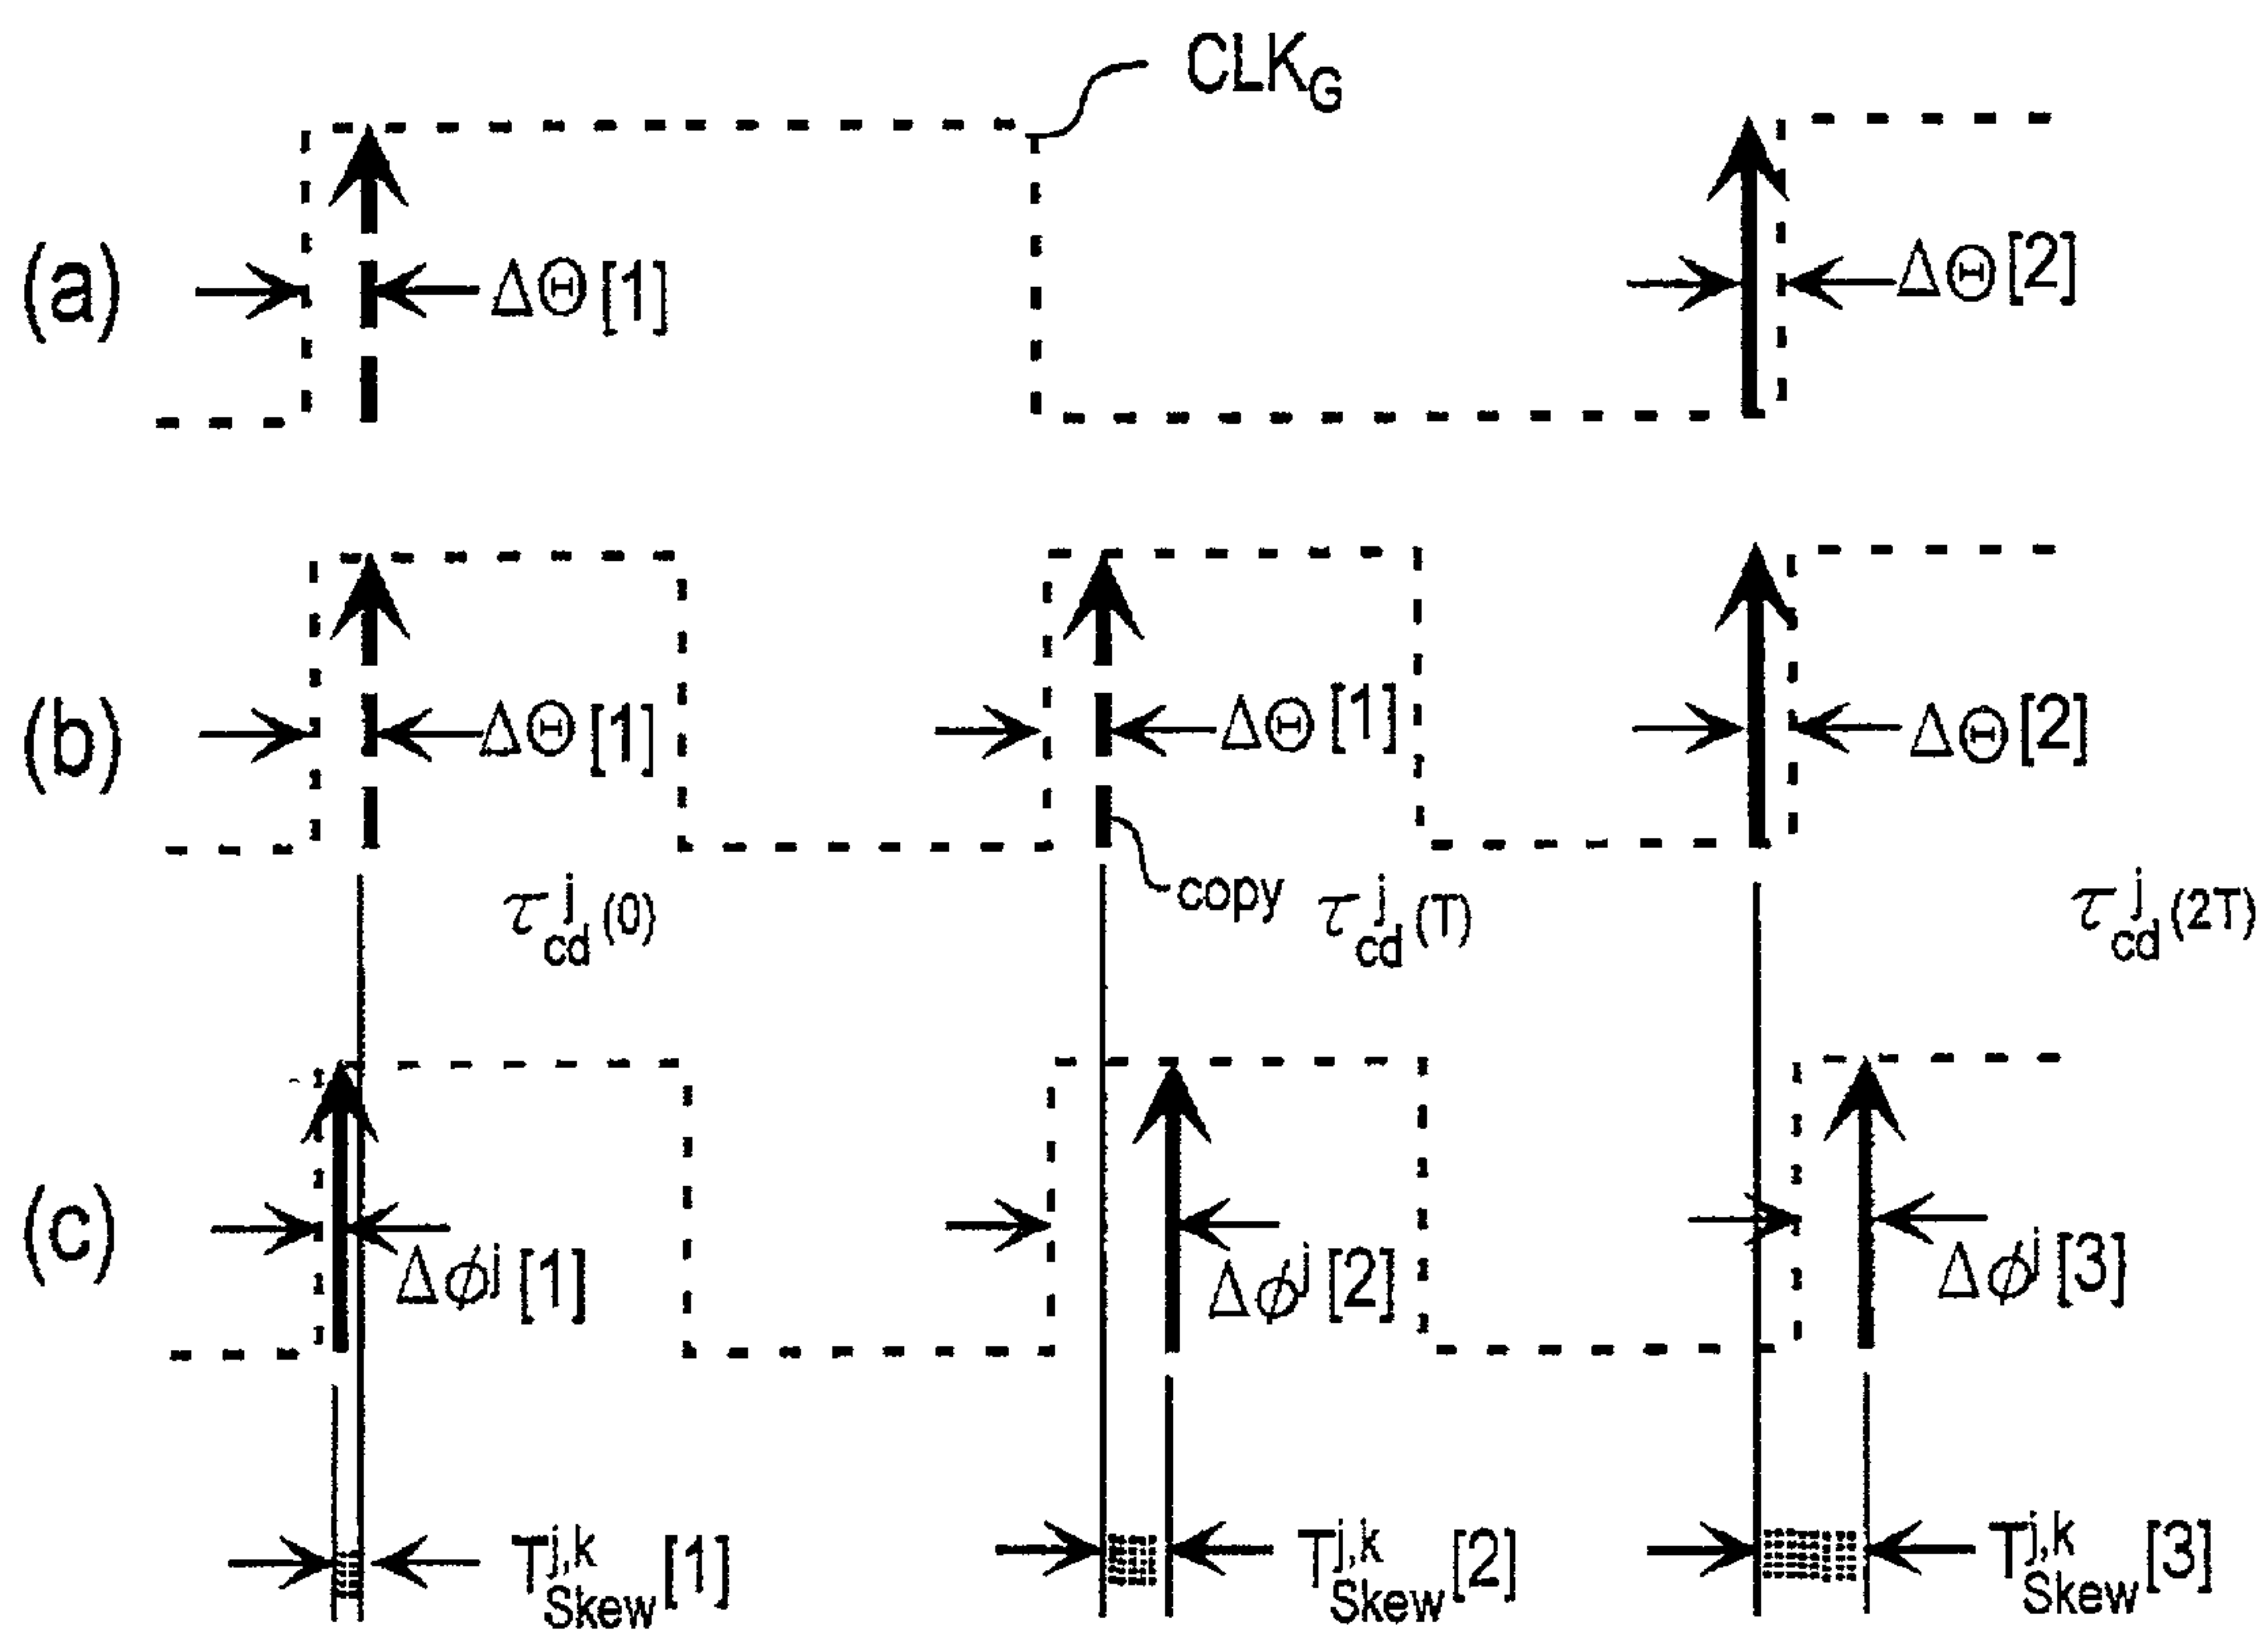 CLK_G
(a)
ΔΘ[1]
ΔΘ[2]
(b)
ΔΘ[1]
ΔΘ[1]
ΔΘ[2]
copy
τ^j_cd(0)
τ^j_cd(T)
τ^j_cd(2T)
(c)
Δϕ^j[1]
Δϕ^j[2]
Δϕ^j[3]
T^j,k_Skew[1]
T^j,k_Skew[2]
T^j,k_Skew[3]